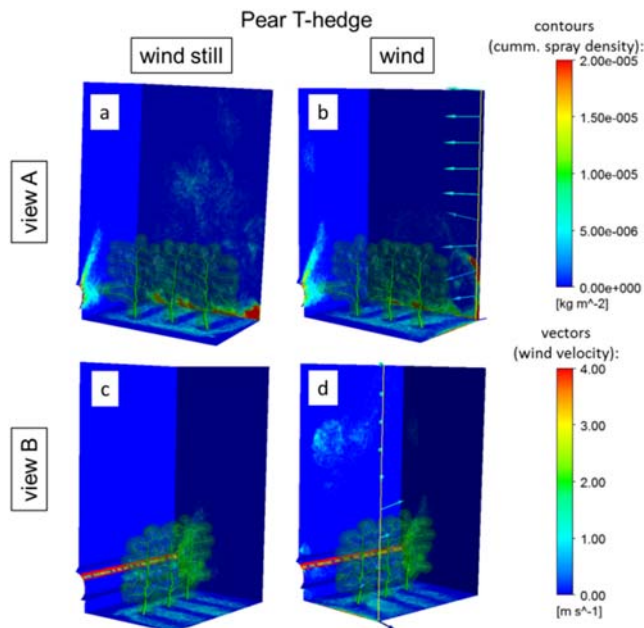 Pear T-hedge
wind still
wind
contours
(cumm. spray density):
view A
a
b
2.00e-005
1.50e-005
1.00e-005
5.00e-006
0.00e+000
[kg m^-2]
vectors
(wind velocity):
view B
c
d
4.00
3.00
2.00
1.00
0.00
[m s^-1]